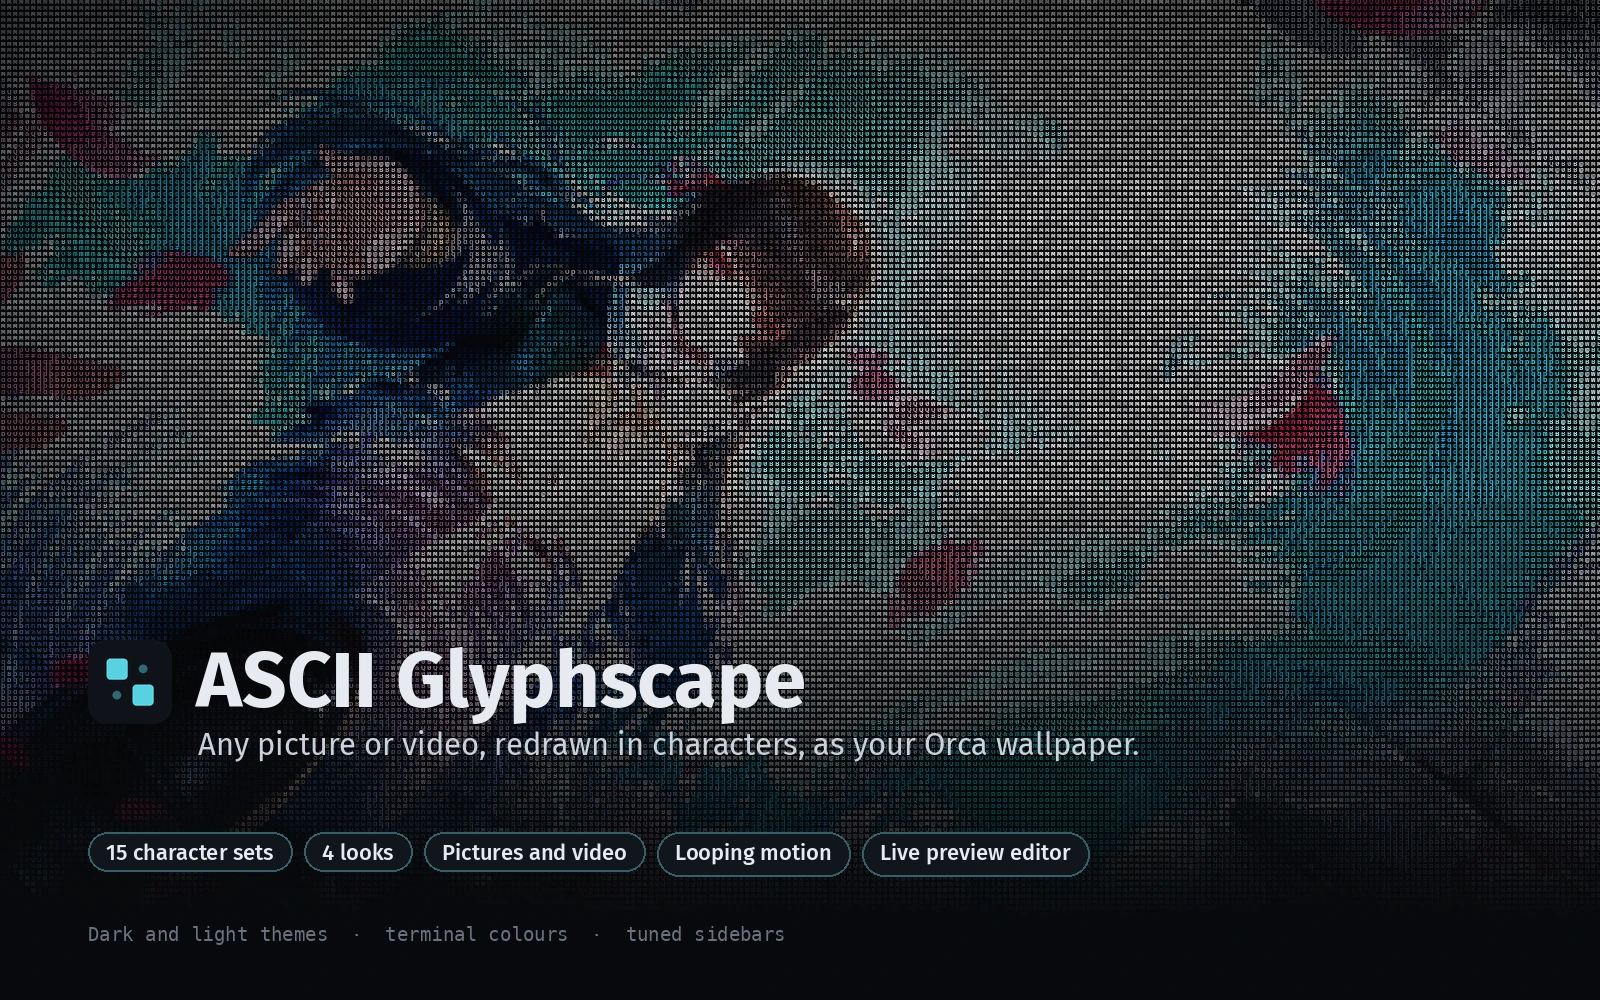 ASCII Glyphscape
Any picture or video, redrawn in characters, as your Orca wallpaper.
15 character sets
4 looks
Pictures and video
Looping motion
Live preview editor
Dark and light themes · terminal colours · tuned sidebars